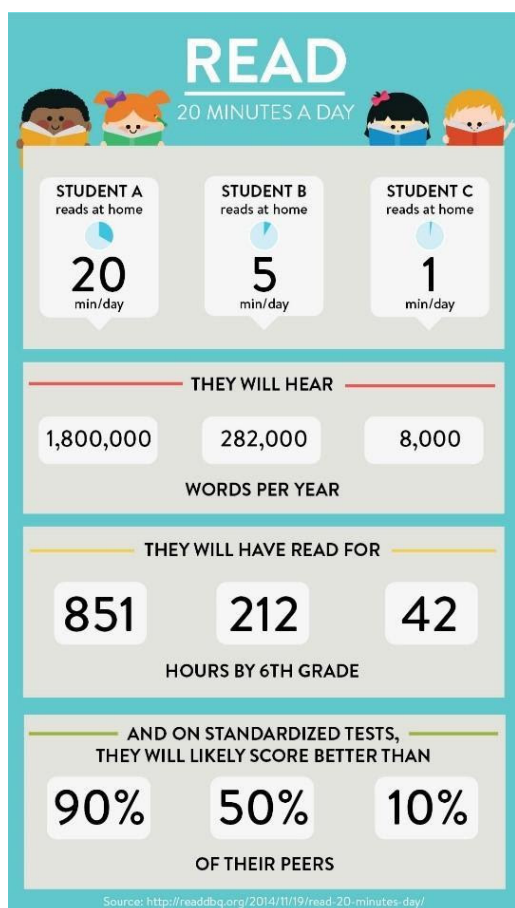 READ
20 MINUTES A DAY
STUDENT A
reads at home
20
min/day
STUDENT B
reads at home
5
min/day
STUDENT C
reads at home
1
min/day
THEY WILL HEAR
1,800,000 282,000 8,000
WORDS PER YEAR
THEY WILL HAVE READ FOR
851 212 42
HOURS BY 6TH GRADE
AND ON STANDARDIZED TESTS,
THEY WILL LIKELY SCORE BETTER THAN
90% 50% 10%
OF THEIR PEERS
Source: http://readdbq.org/2014/11/19/read-20-minutes-day/